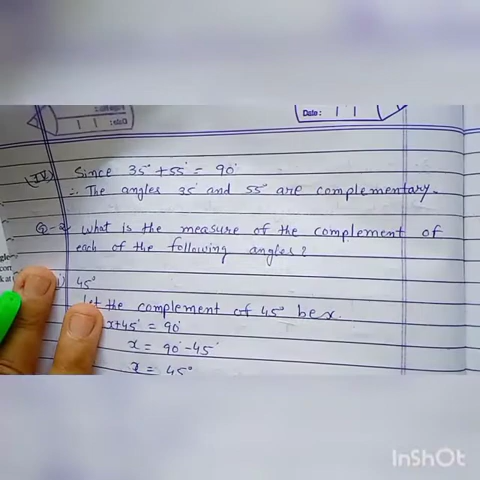 Date:
(IV) Since 35° + 55° = 90°
∴ The angles 35° and 55° are complementary.
Q-2 What is the measure of the complement of
each of the following angles?
i) 45°
Let the complement of 45° be x.
x+45° = 90°
x = 90° - 45°
x = 45°
InShOt